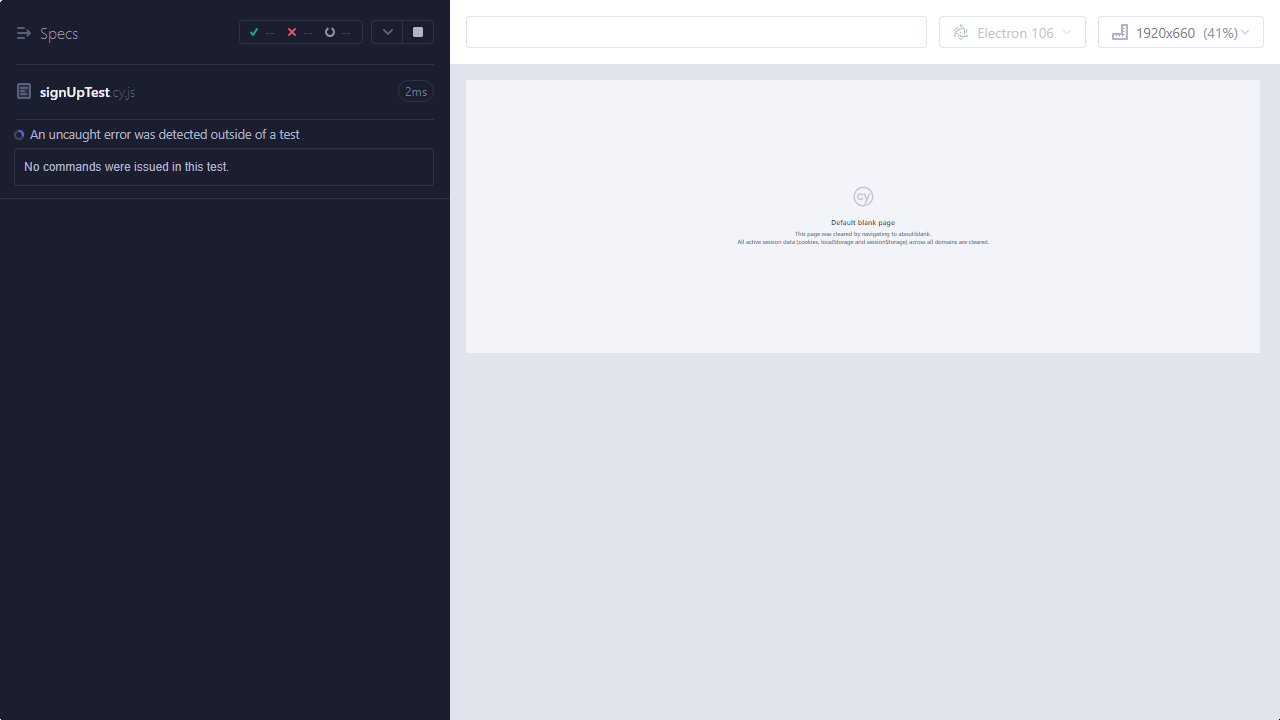 Specs
--
--
--
Electron 106
1920x660 (41%)
signUpTest.cy.js
2ms
An uncaught error was detected outside of a test
No commands were issued in this test.
cy
Default blank page
This page was cleared by navigating to about:blank.
All active session data (cookies, localStorage and sessionStorage) across all domains are cleared.